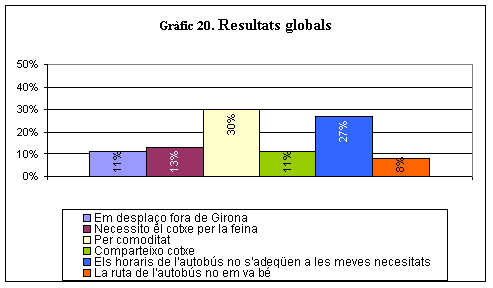 Gràfic 20. Resultats globals
50%
40%
30%
20%
10%
0%
11%
13%
30%
11%
27%
8%
Em desplaço fora de Girona
Necessito el cotxe per la feina
Per comoditat
Comparteixo cotxe
Els horaris de l'autobús no s'adeqüen a les meves necesitats
La ruta de l'autobús no em va bé